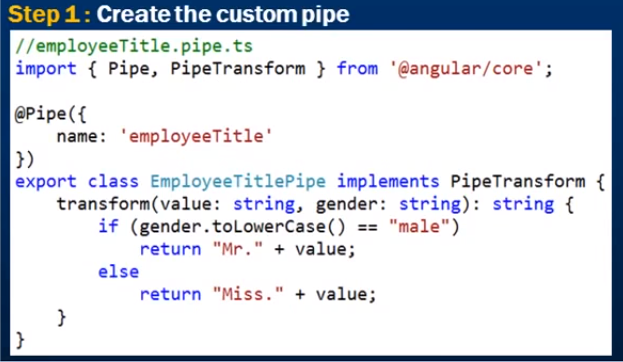 Step 1: Create the custom pipe
//employeeTitle.pipe.ts
import { Pipe, PipeTransform } from '@angular/core';

@Pipe({
    name: 'employeeTitle'
})
export class EmployeeTitlePipe implements PipeTransform {
    transform(value: string, gender: string): string {
        if (gender.toLowerCase() == "male")
            return "Mr." + value;
        else
            return "Miss." + value;
    }
}